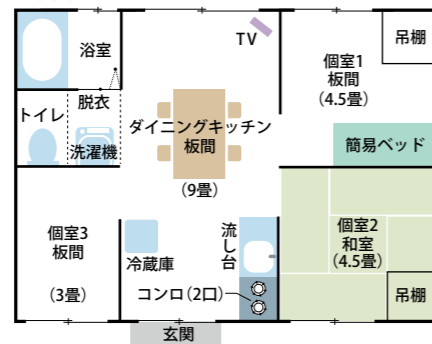 浴室
TV
吊棚
個室1
板間
(4.5畳)
トイレ
脱衣
洗濯機
ダイニングキッチン
板間
(9畳)
簡易ベッド
個室3
板間
(3畳)
冷蔵庫
流し台
コンロ(2口)
個室2
和室
(4.5畳)
吊棚
玄関